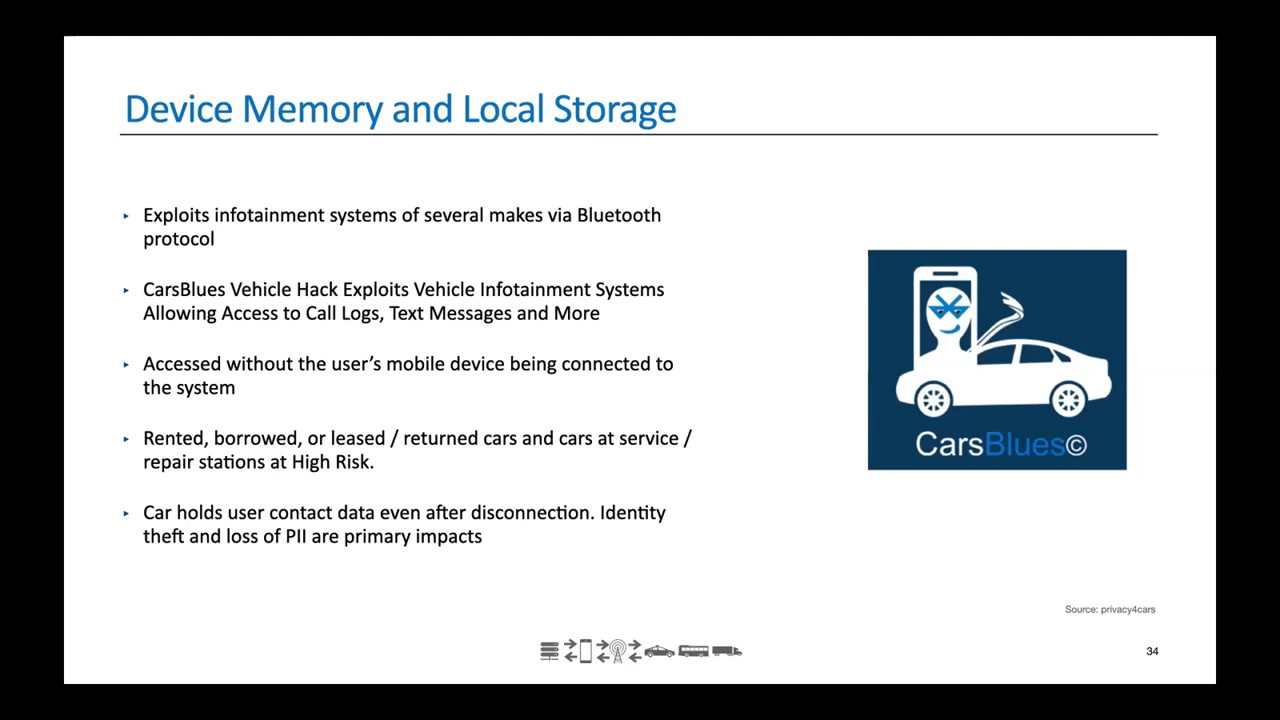 Device Memory and Local Storage
‣ Exploits infotainment systems of several makes via Bluetooth
protocol
‣ CarsBlues Vehicle Hack Exploits Vehicle Infotainment Systems
Allowing Access to Call Logs, Text Messages and More
‣ Accessed without the user’s mobile device being connected to
the system
‣ Rented, borrowed, or leased / returned cars and cars at service /
repair stations at High Risk.
‣ Car holds user contact data even after disconnection. Identity
theft and loss of PII are primary impacts
CarsBlues©
Source: privacy4cars
34